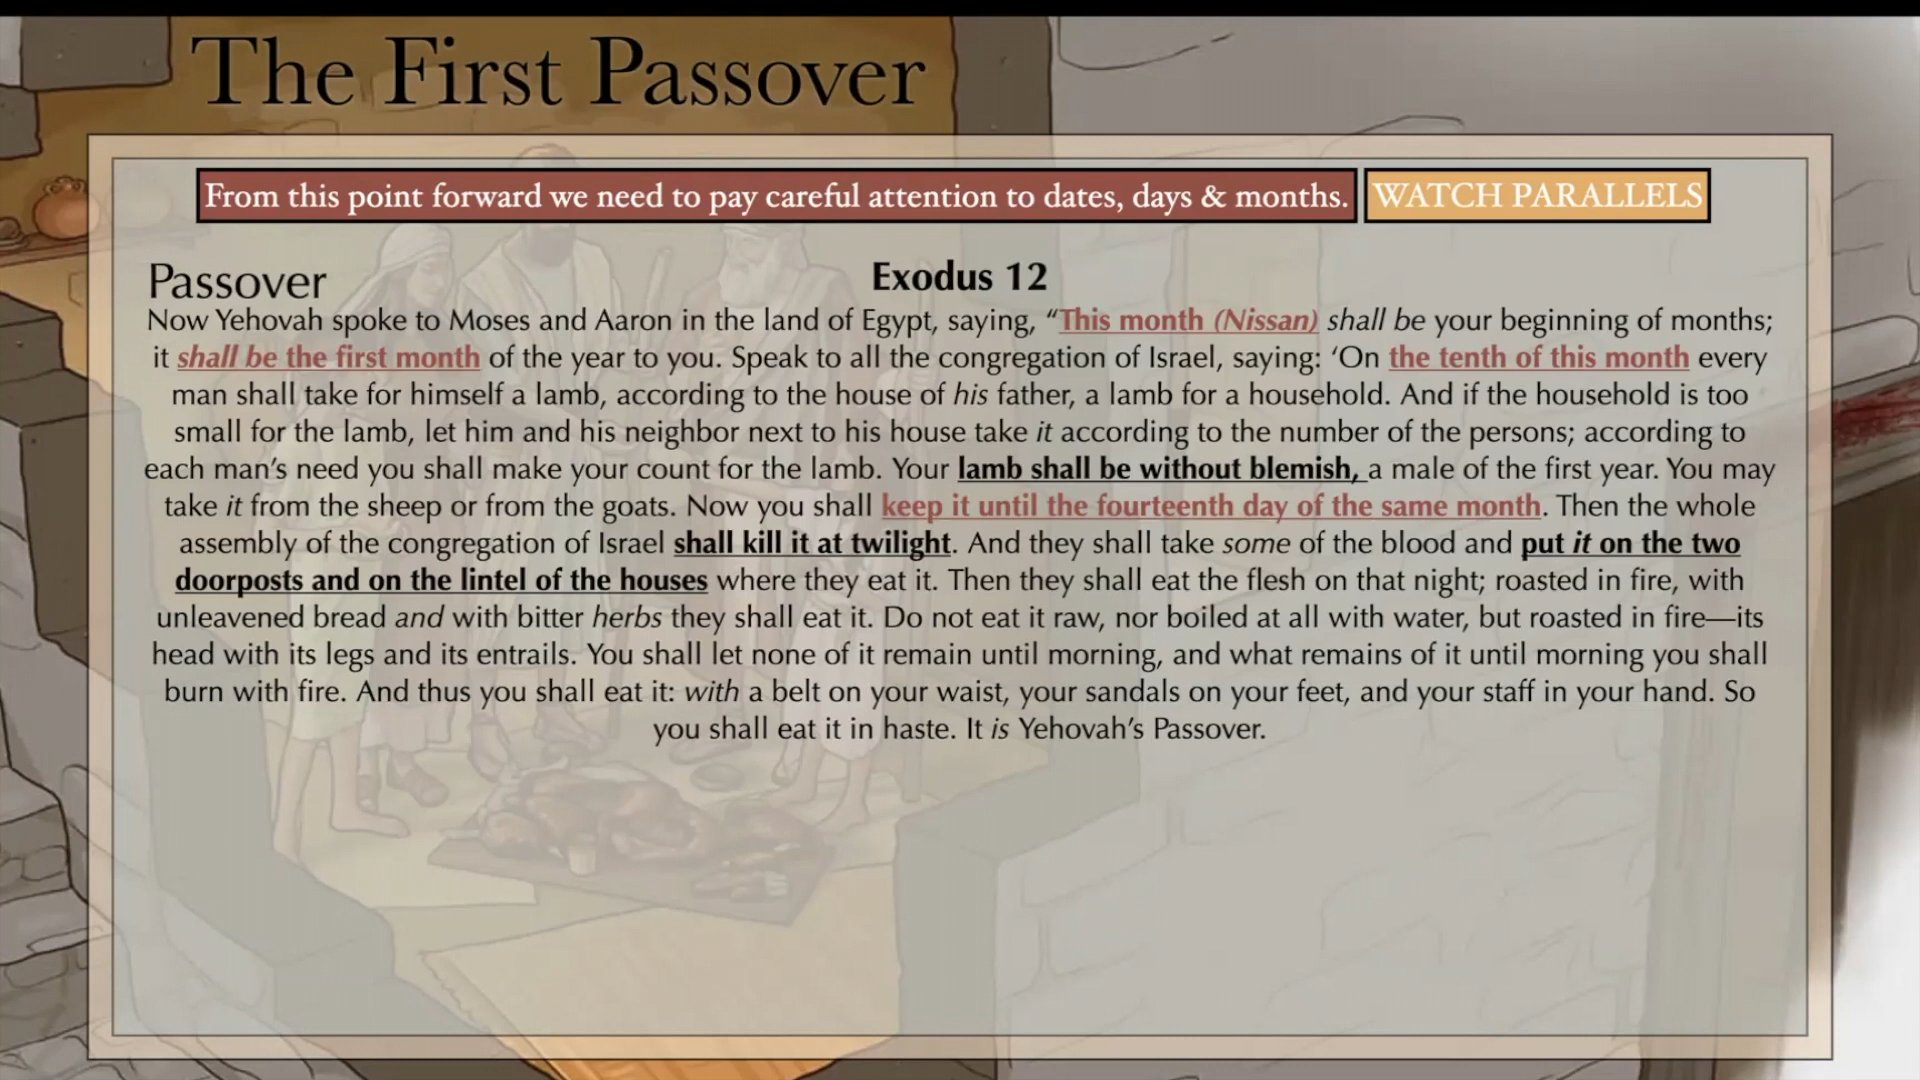 The First Passover
From this point forward we need to pay careful attention to dates, days & months. WATCH PARALLELS
Passover
Exodus 12
Now Yehovah spoke to Moses and Aaron in the land of Egypt, saying, “This month (Nissan) shall be your beginning of months;
it shall be the first month of the year to you. Speak to all the congregation of Israel, saying: ‘On the tenth of this month every
man shall take for himself a lamb, according to the house of his father, a lamb for a household. And if the household is too
small for the lamb, let him and his neighbor next to his house take it according to the number of the persons; according to
each man’s need you shall make your count for the lamb. Your lamb shall be without blemish, a male of the first year. You may
take it from the sheep or from the goats. Now you shall keep it until the fourteenth day of the same month. Then the whole
assembly of the congregation of Israel shall kill it at twilight. And they shall take some of the blood and put it on the two
doorposts and on the lintel of the houses where they eat it. Then they shall eat the flesh on that night; roasted in fire, with
unleavened bread and with bitter herbs they shall eat it. Do not eat it raw, nor boiled at all with water, but roasted in fire—its
head with its legs and its entrails. You shall let none of it remain until morning, and what remains of it until morning you shall
burn with fire. And thus you shall eat it: with a belt on your waist, your sandals on your feet, and your staff in your hand. So
you shall eat it in haste. It is Yehovah’s Passover.